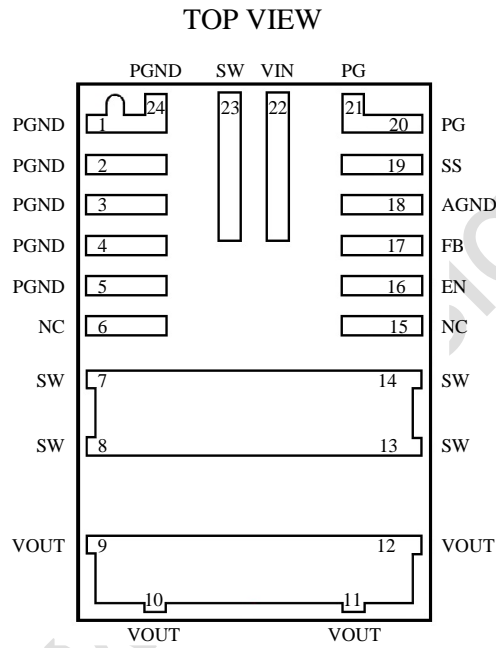 TOP VIEW
PGND SW VIN PG
24 23 22 21
PGND 1 20 PG
PGND 2 19 SS
PGND 3 18 AGND
PGND 4 17 FB
PGND 5 16 EN
NC 6 15 NC
SW 7 14 SW
SW 8 13 SW
VOUT 9 12 VOUT
10 11
VOUT VOUT